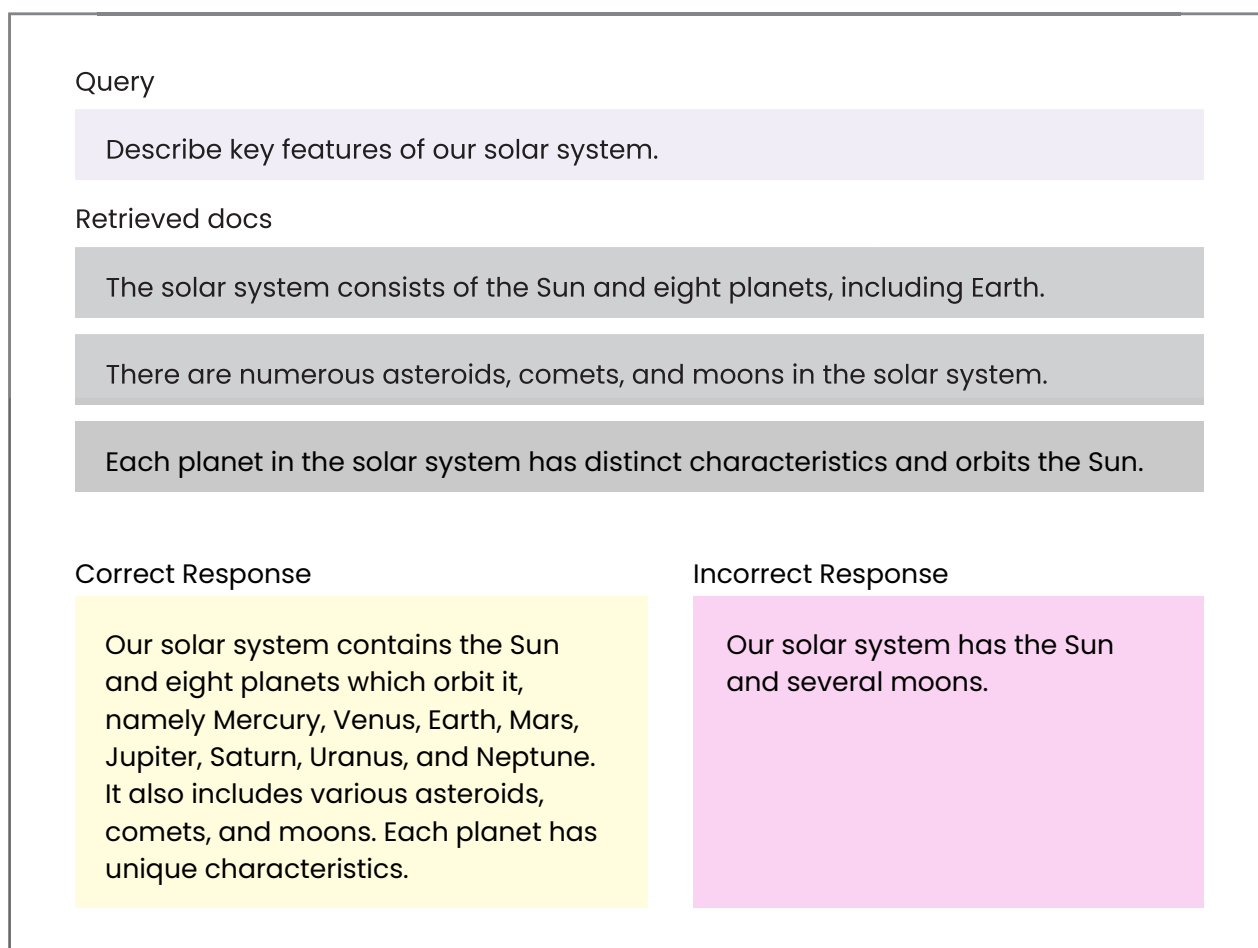 Query
Describe key features of our solar system.
Retrieved docs
The solar system consists of the Sun and eight planets, including Earth.
There are numerous asteroids, comets, and moons in the solar system.
Each planet in the solar system has distinct characteristics and orbits the Sun.
Correct Response
Our solar system contains the Sun
and eight planets which orbit it,
namely Mercury, Venus, Earth, Mars,
Jupiter, Saturn, Uranus, and Neptune.
It also includes various asteroids,
comets, and moons. Each planet has
unique characteristics.
Incorrect Response
Our solar system has the Sun
and several moons.